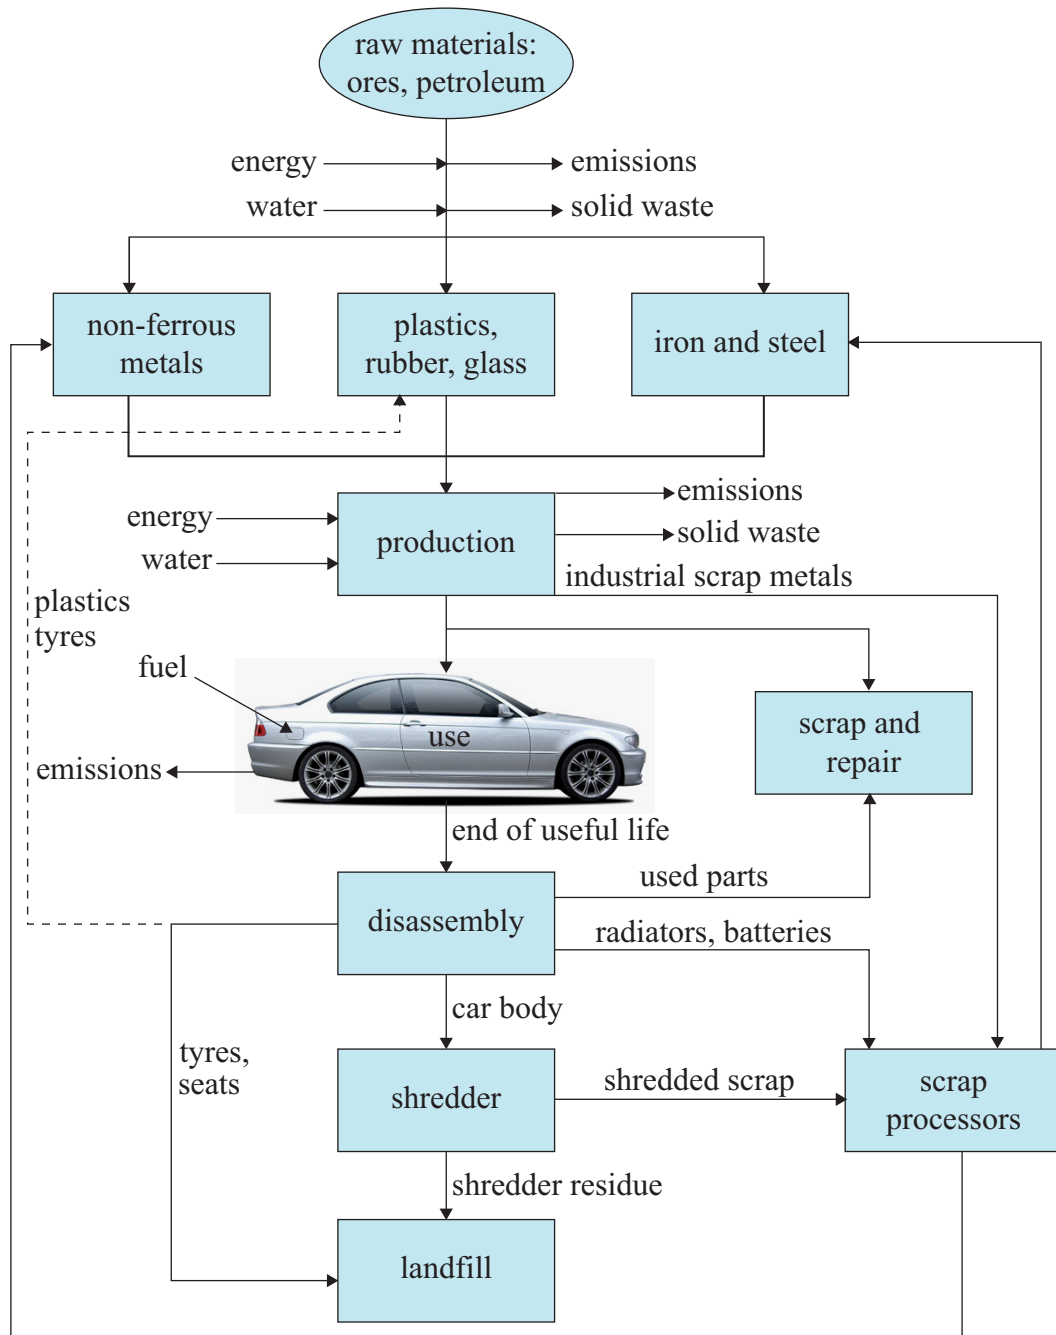 raw materials:
ores, petroleum
energy
emissions
water
solid waste
non-ferrous
metals
plastics,
rubber, glass
iron and steel
energy
emissions
production
water
solid waste
industrial scrap metals
plastics
tyres
fuel
use
scrap and
repair
emissions
end of useful life
used parts
disassembly
radiators, batteries
car body
tyres,
seats
shredder
shredded scrap
scrap
processors
shredder residue
landfill